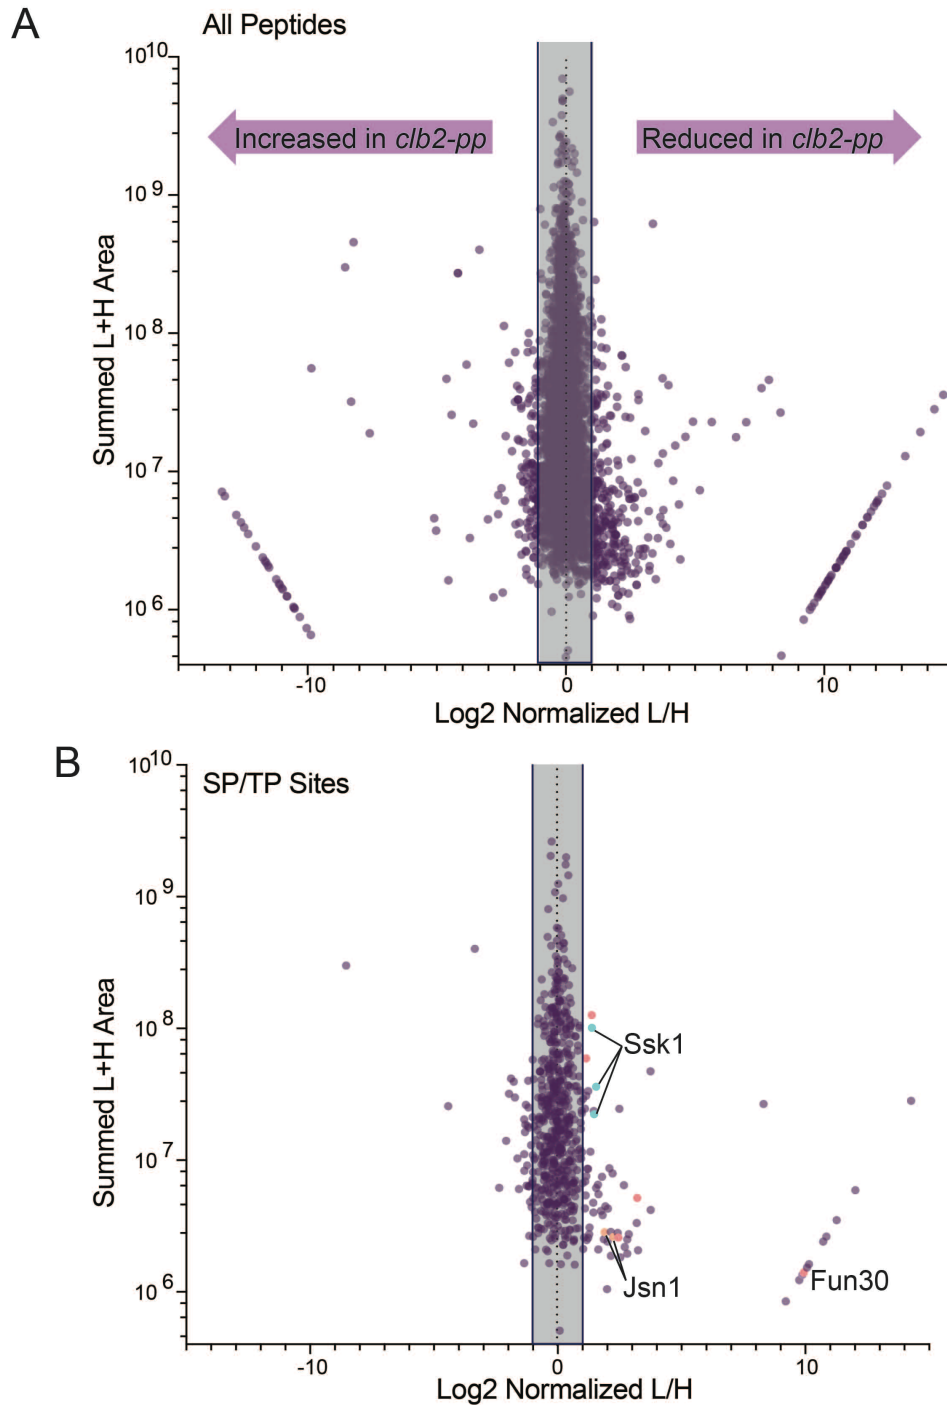 A
All Peptides
10^10
Increased in clb2-pp
Reduced in clb2-pp
10^9
10^8
10^7
10^6
Summed L+H Area
-10
0
10
Log2 Normalized L/H
B
SP/TP Sites
10^10
10^9
10^8
10^7
10^6
Summed L+H Area
Ssk1
Jsn1
Fun30
-10
0
10
Log2 Normalized L/H